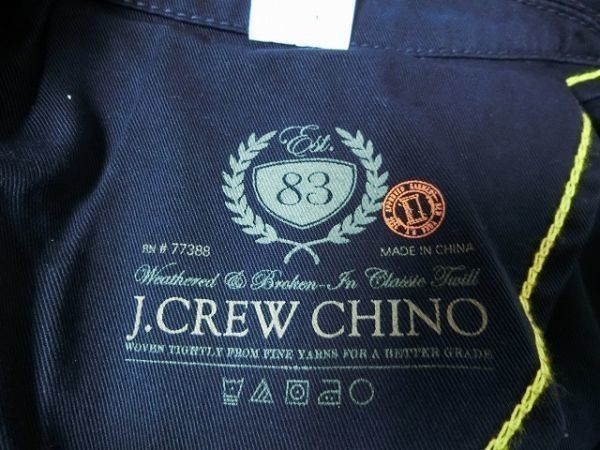 Est.
83
RN # 77388
MADE IN CHINA
Weathered & Broken-In Classic Twill
J.CREW CHINO
WOVEN TIGHTLY FROM FINE YARNS FOR A BETTER GRADE